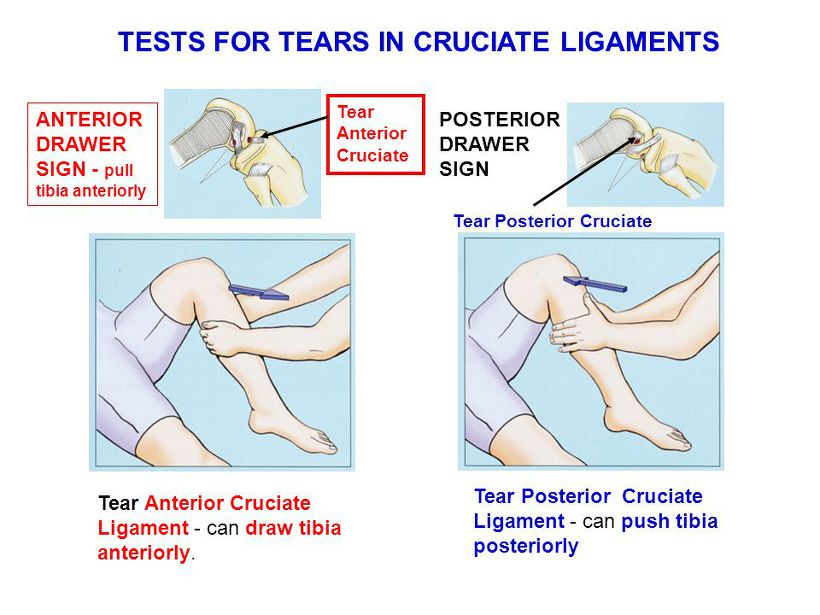 TESTS FOR TEARS IN CRUCIATE LIGAMENTS
ANTERIOR
DRAWER
SIGN - pull
tibia anteriorly
Tear
Anterior
Cruciate
POSTERIOR
DRAWER
SIGN
Tear Posterior Cruciate
Tear Anterior Cruciate
Ligament - can draw tibia
anteriorly.
Tear Posterior Cruciate
Ligament - can push tibia
posteriorly